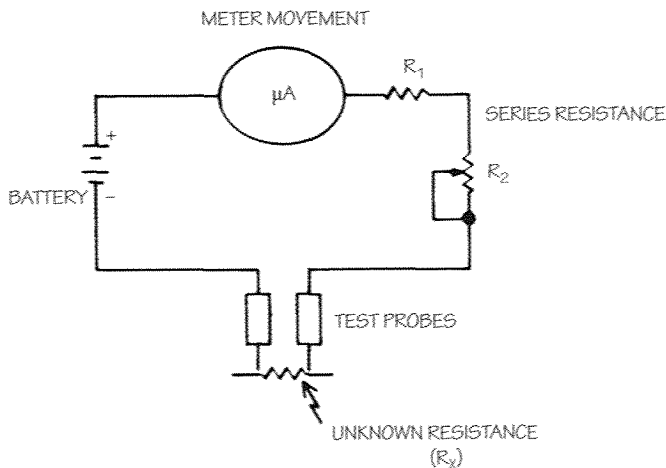 METER MOVEMENT
R1
μA
SERIES RESISTANCE
+
R2
BATTERY
-
TEST PROBES
UNKNOWN RESISTANCE
(RX)